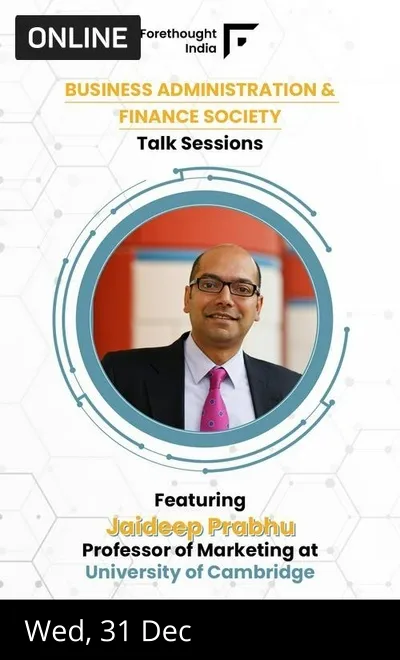 ONLINE
Forethought
India
BUSINESS ADMINISTRATION &
FINANCE SOCIETY
Talk Sessions
Featuring
Jaideep Prabhu
Professor of Marketing at
University of Cambridge
Wed, 31 Dec